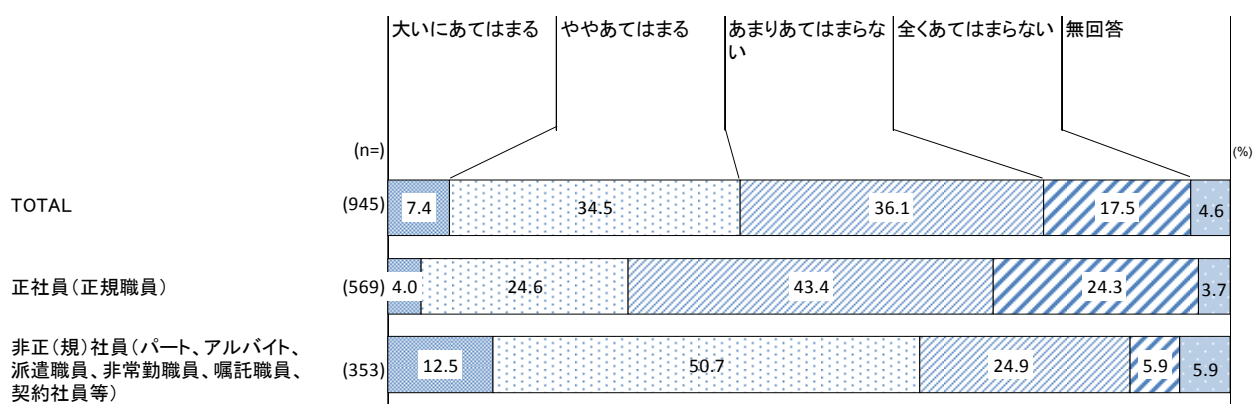 大いにあてはまる
ややあてはまる
あまりあてはまらな
い
全くあてはまらない
無回答
(n=)
(%)
TOTAL
(945)
7.4
34.5
36.1
17.5
4.6
正社員（正規職員）
(569)
4.0
24.6
43.4
24.3
3.7
非正（規）社員（パート、アルバイト、
派遣職員、非常勤職員、嘱託職員、
契約社員等）
(353)
12.5
50.7
24.9
5.9
5.9